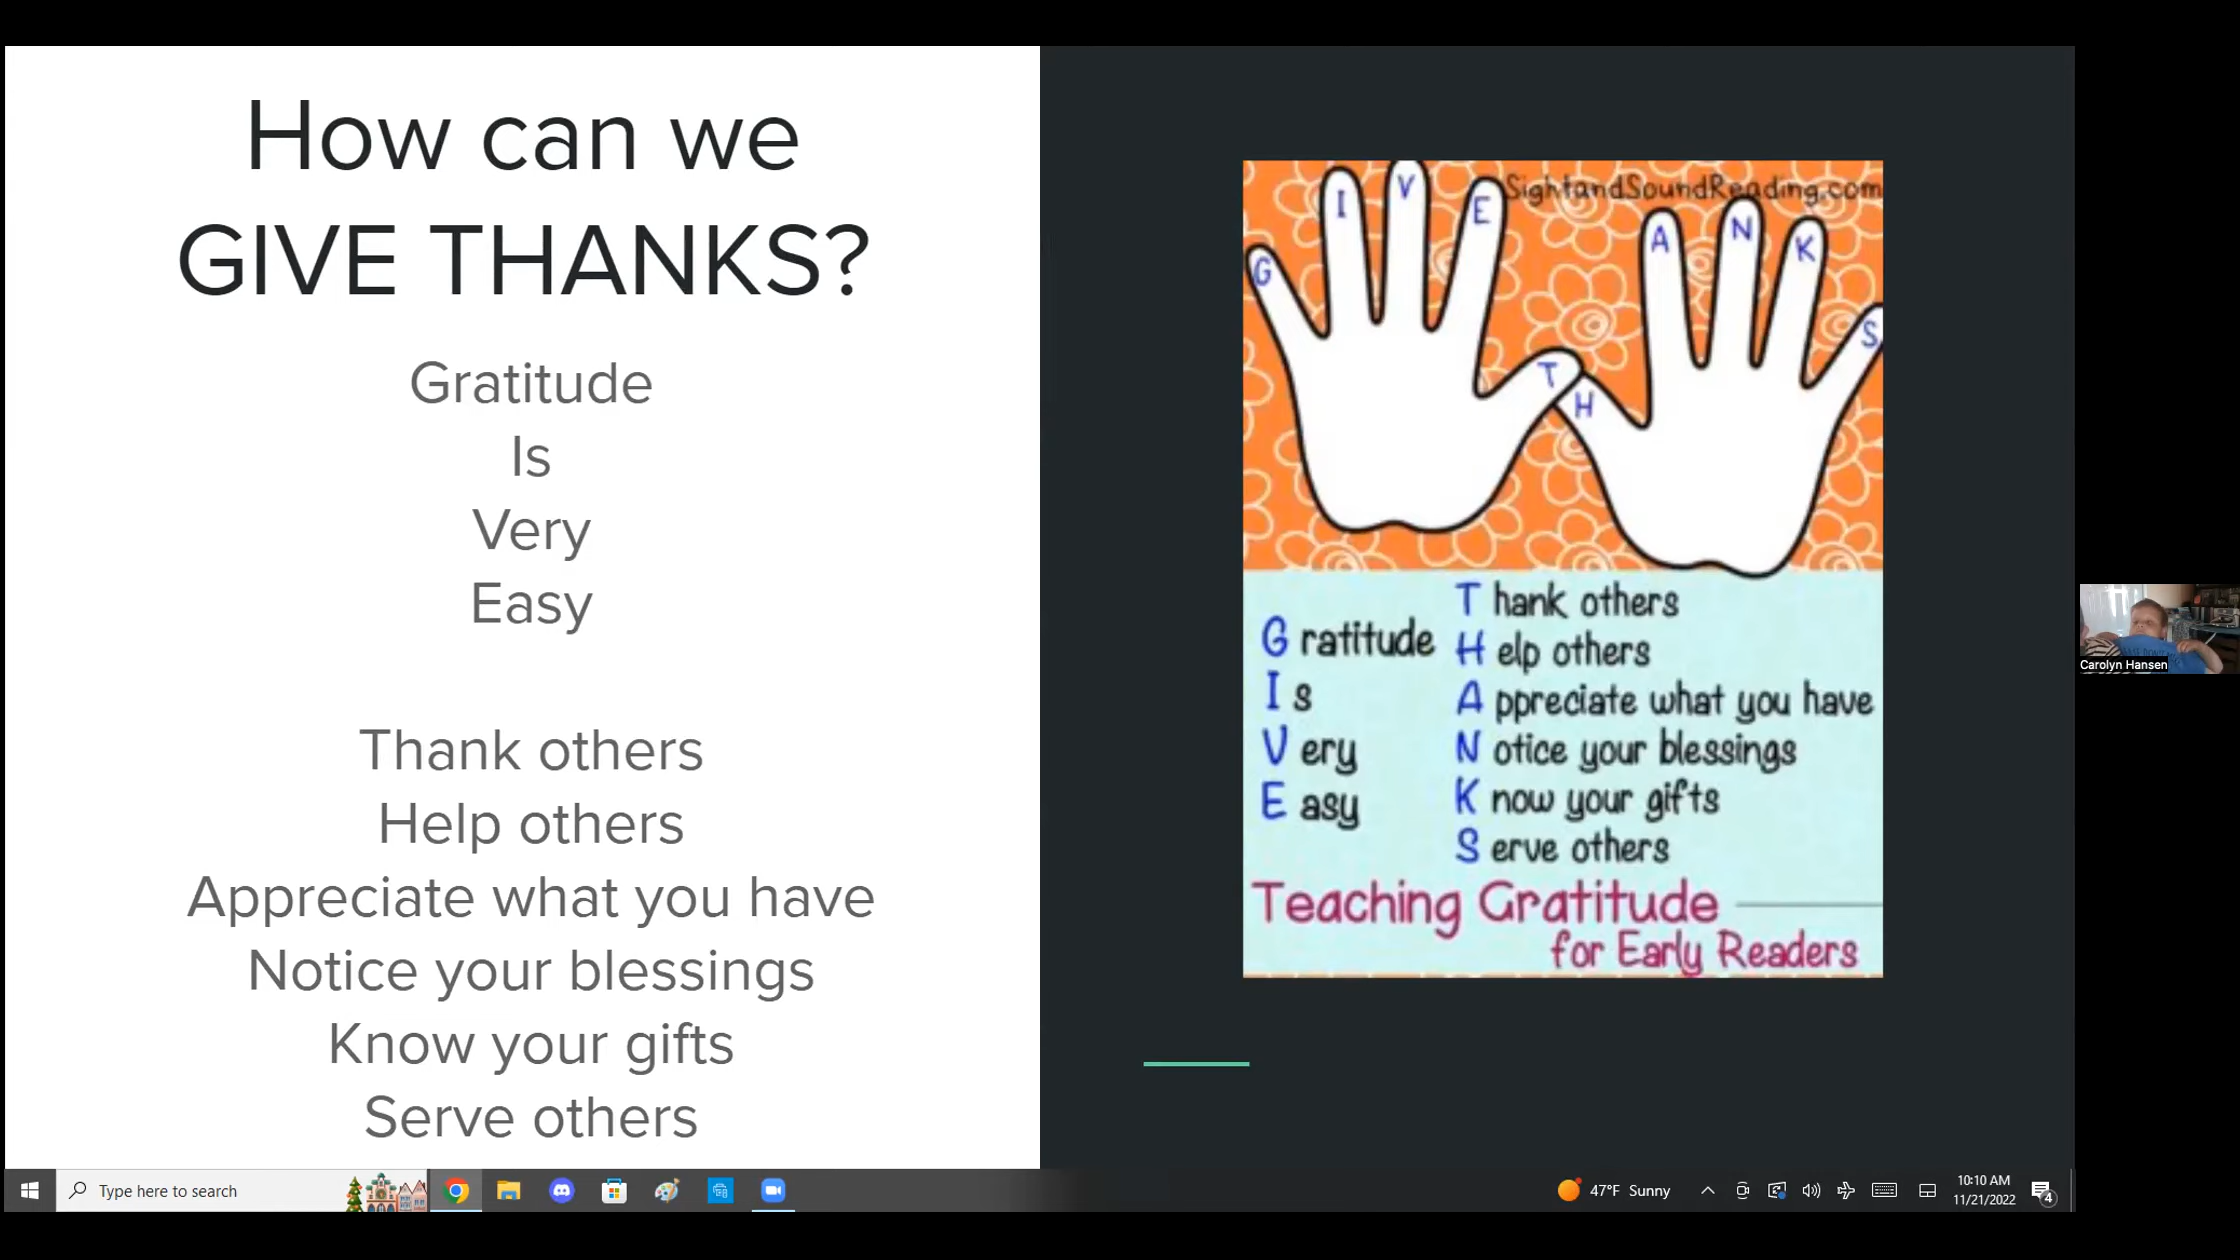 How can we
GIVE THANKS?
Gratitude
Is
Very
Easy
Thank others
Help others
Appreciate what you have
Notice your blessings
Know your gifts
Serve others
SightandSoundReading.com
G
I
V
E
T
H
A
N
K
S
G ratitude
I s
V ery
E asy
T hank others
H elp others
A ppreciate what you have
N otice your blessings
K now your gifts
S erve others
Teaching Gratitude
for Early Readers
Carolyn Hansen
Type here to search
47°F Sunny
10:10 AM
11/21/2022
4